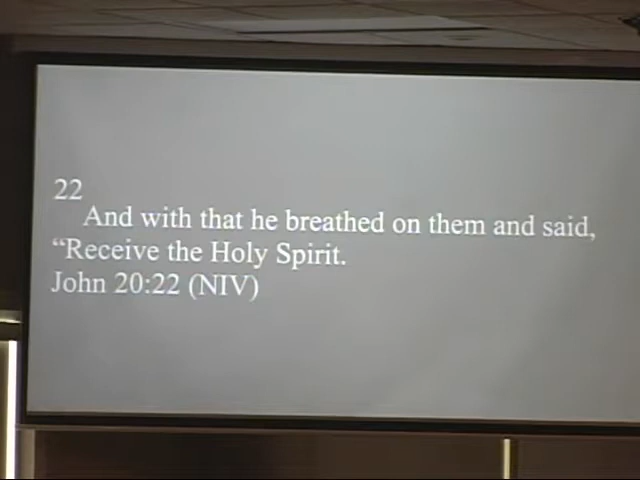 22
And with that he breathed on them and said,
“Receive the Holy Spirit.
John 20:22 (NIV)